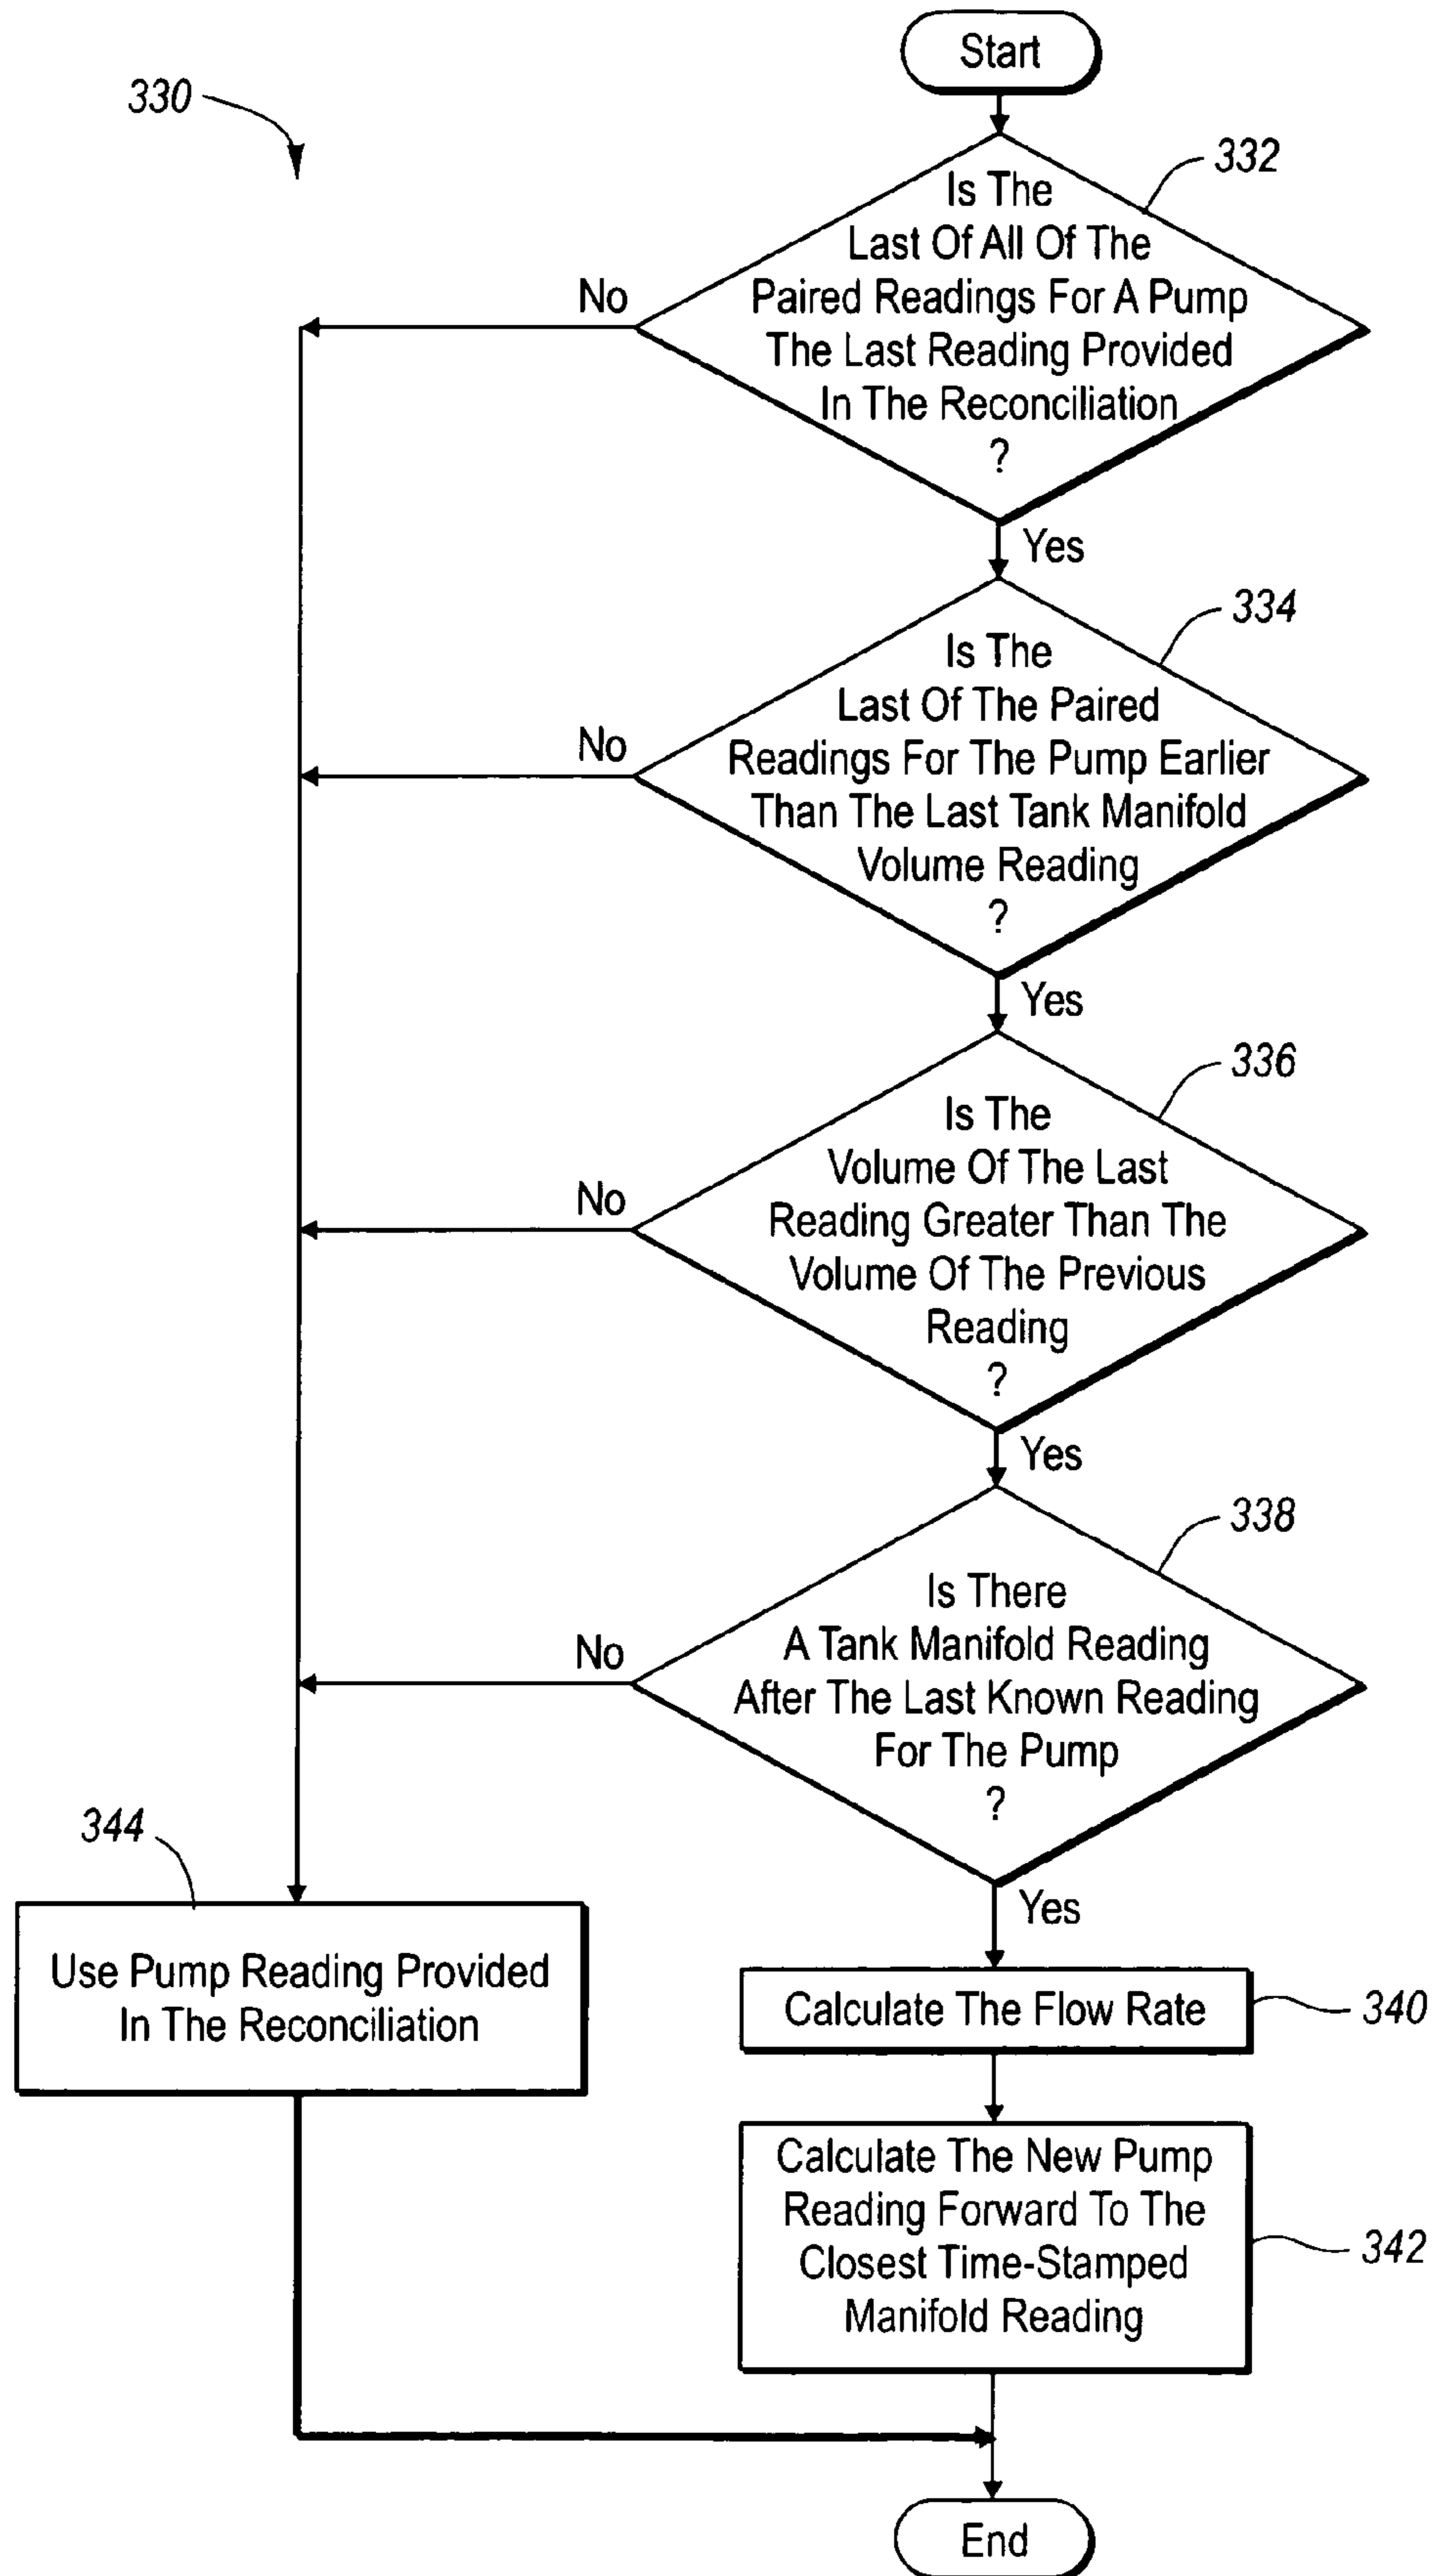 Start
330
332
Is The
Last Of All Of The
Paired Readings For A Pump
The Last Reading Provided
In The Reconciliation
?
No
Yes
334
Is The
Last Of The Paired
Readings For The Pump Earlier
Than The Last Tank Manifold
Volume Reading
?
No
Yes
336
Is The
Volume Of The Last
Reading Greater Than The
Volume Of The Previous
Reading
?
No
Yes
338
Is There
A Tank Manifold Reading
After The Last Known Reading
For The Pump
?
No
Yes
344
Use Pump Reading Provided
In The Reconciliation
Calculate The Flow Rate
340
Calculate The New Pump
Reading Forward To The
Closest Time-Stamped
Manifold Reading
342
End